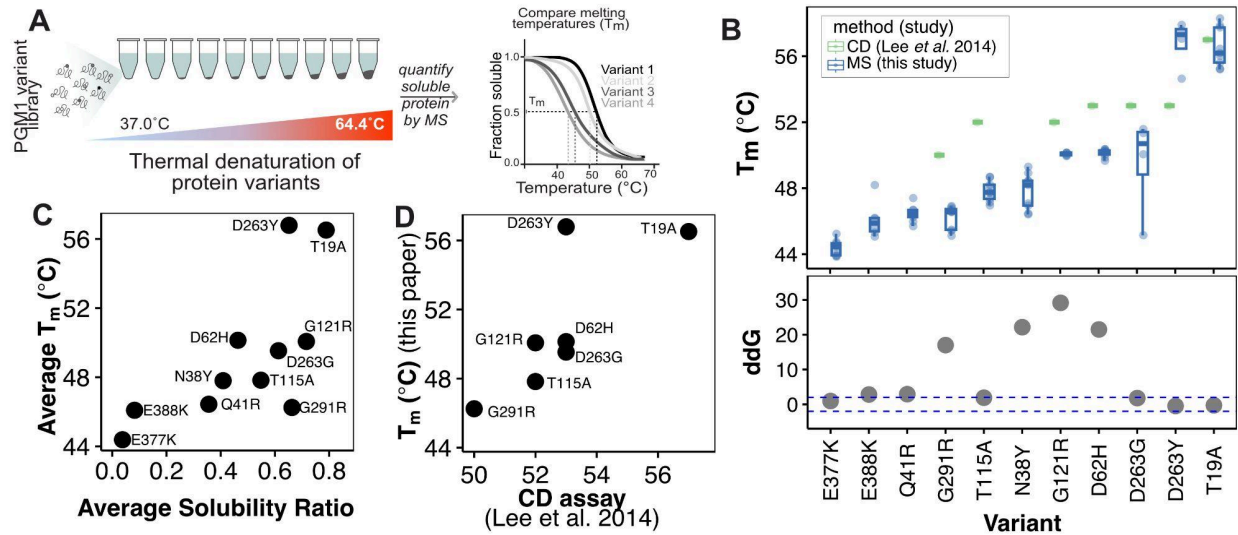 A
PGM1 variant
library
37.0°C
64.4°C
Thermal denaturation of
protein variants
quantify
soluble
protein
by MS
Compare melting
temperatures (Tm)
Fraction soluble
1.0
0.5
0.0
Tm
Variant 1
Variant 2
Variant 3
Variant 4
40 50 60 70
Temperature (°C)
B
method (study)
CD (Lee et al. 2014)
MS (this study)
Tm (°C)
56
52
48
44
ddG
30
20
10
0
E377K
E388K
Q41R
G291R
T115A
N38Y
G121R
D62H
D263G
D263Y
T19A
Variant
C
Average Tm (°C)
56
52
48
44
D263Y
T19A
G121R
D62H
D263G
N38Y
T115A
E388K
Q41R
G291R
E377K
0.0 0.2 0.4 0.6 0.8
Average Solubility Ratio
D
Tm (°C) (this paper)
56
52
48
44
D263Y
T19A
G121R
D62H
D263G
T115A
G291R
50 52 54 56
CD assay
(Lee et al. 2014)